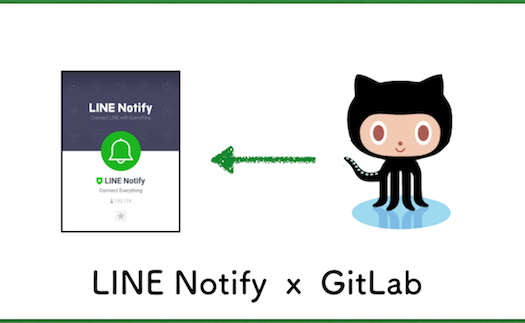 LINE Notify
Connect LINE with Everything
LINE Notify
Connect Everything
LINE Notify x GitLab